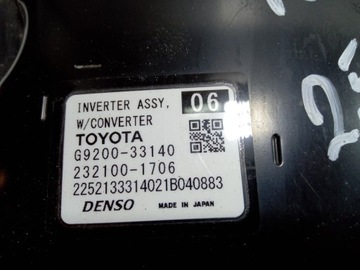 INVERTER ASSY, 06
W/CONVERTER
TOYOTA
G9200-33140
232100-1706
2252133314021B040883
DENSO MADE IN JAPAN